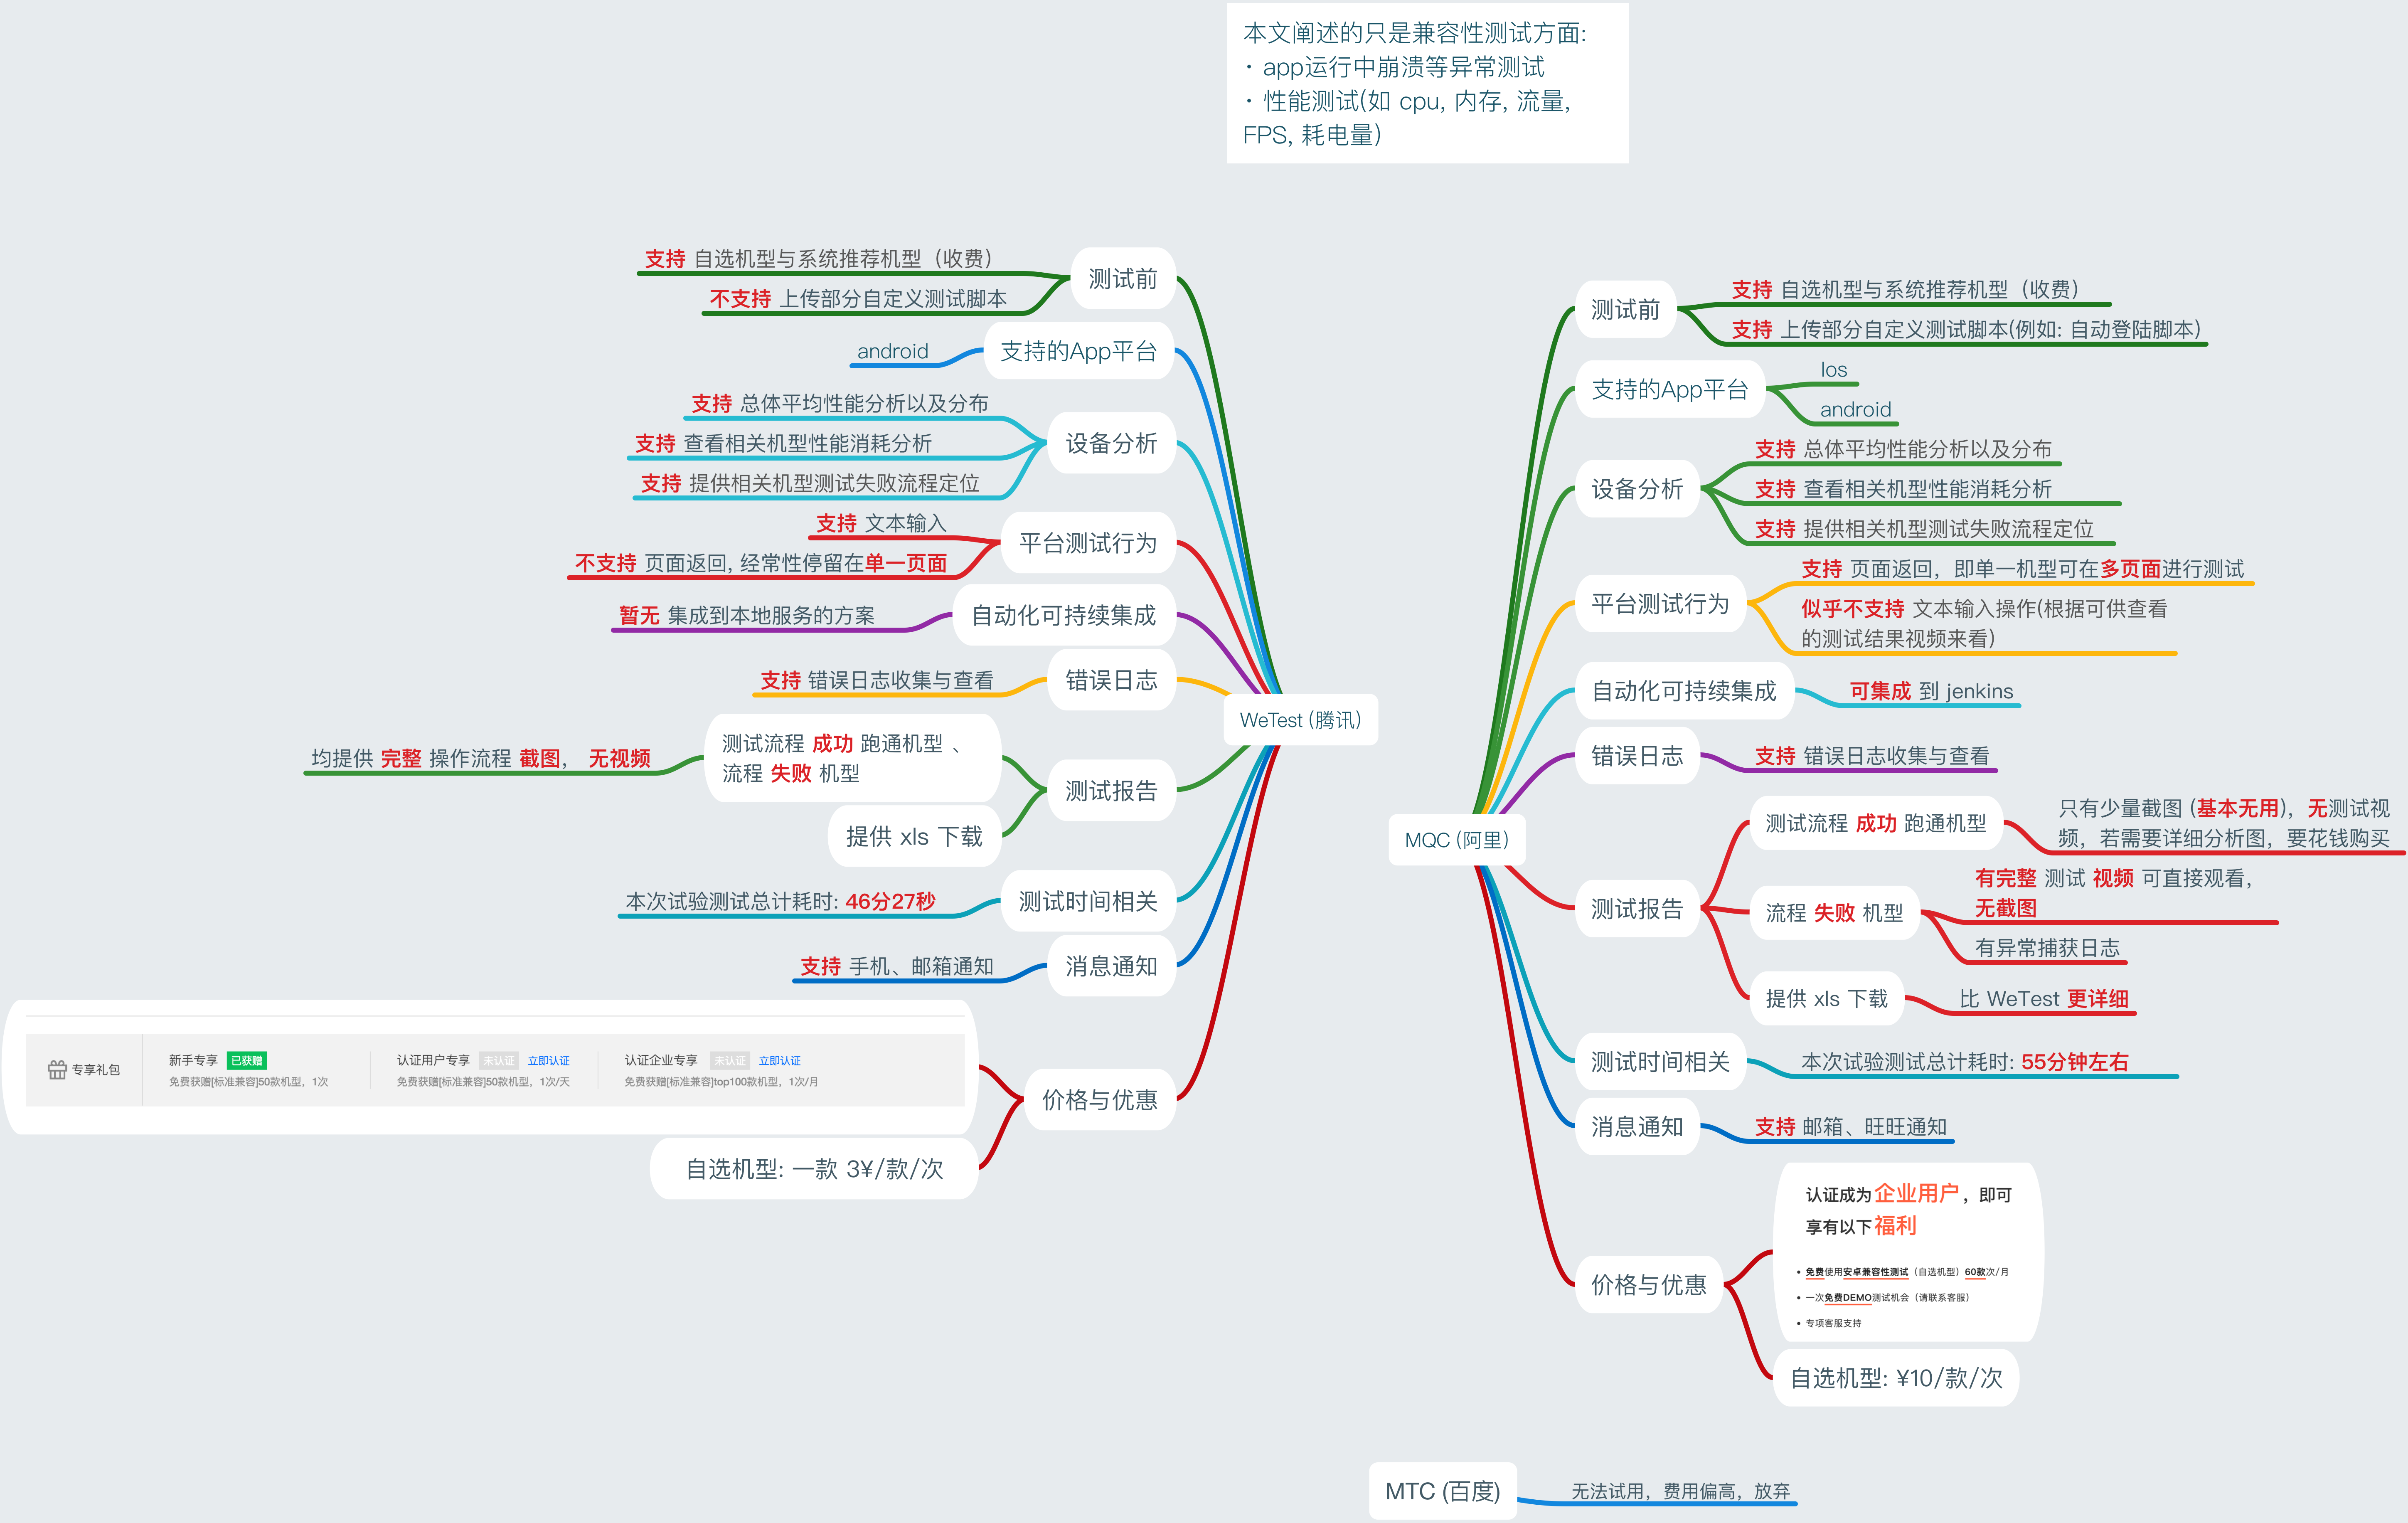 本文阐述的只是兼容性测试方面:
· app运行中崩溃等异常测试
· 性能测试(如 cpu, 内存, 流量,
FPS, 耗电量)
WeTest (腾讯)
测试前
支持 自选机型与系统推荐机型（收费）
不支持 上传部分自定义测试脚本
支持的App平台
android
设备分析
支持 总体平均性能分析以及分布
支持 查看相关机型性能消耗分析
支持 提供相关机型测试失败流程定位
平台测试行为
支持 文本输入
不支持 页面返回, 经常性停留在单一页面
自动化可持续集成
暂无 集成到本地服务的方案
错误日志
支持 错误日志收集与查看
测试报告
测试流程 成功 跑通机型 、
流程 失败 机型
均提供 完整 操作流程 截图， 无视频
提供 xls 下载
测试时间相关
本次试验测试总计耗时: 46分27秒
消息通知
支持 手机、邮箱通知
价格与优惠
专享礼包
新手专享 已获赠
免费获赠[标准兼容]50款机型，1次
认证用户专享 未认证 立即认证
免费获赠[标准兼容]50款机型，1次/天
认证企业专享 未认证 立即认证
免费获赠[标准兼容]top100款机型，1次/月
自选机型: 一款 3¥/款/次
MQC (阿里)
测试前
支持 自选机型与系统推荐机型（收费）
支持 上传部分自定义测试脚本(例如: 自动登陆脚本)
支持的App平台
Ios
android
设备分析
支持 总体平均性能分析以及分布
支持 查看相关机型性能消耗分析
支持 提供相关机型测试失败流程定位
平台测试行为
支持 页面返回，即单一机型可在多页面进行测试
似乎不支持 文本输入操作(根据可供查看
的测试结果视频来看)
自动化可持续集成
可集成 到 jenkins
错误日志
支持 错误日志收集与查看
测试报告
测试流程 成功 跑通机型
只有少量截图 (基本无用)，无测试视
频，若需要详细分析图，要花钱购买
流程 失败 机型
有完整 测试 视频 可直接观看，
无截图
有异常捕获日志
提供 xls 下载
比 WeTest 更详细
测试时间相关
本次试验测试总计耗时: 55分钟左右
消息通知
支持 邮箱、旺旺通知
价格与优惠
认证成为企业用户，即可
享有以下福利
• 免费使用安卓兼容性测试（自选机型）60款次/月
• 一次免费DEMO测试机会（请联系客服）
• 专项客服支持
自选机型: ¥10/款/次
MTC (百度)
无法试用，费用偏高，放弃